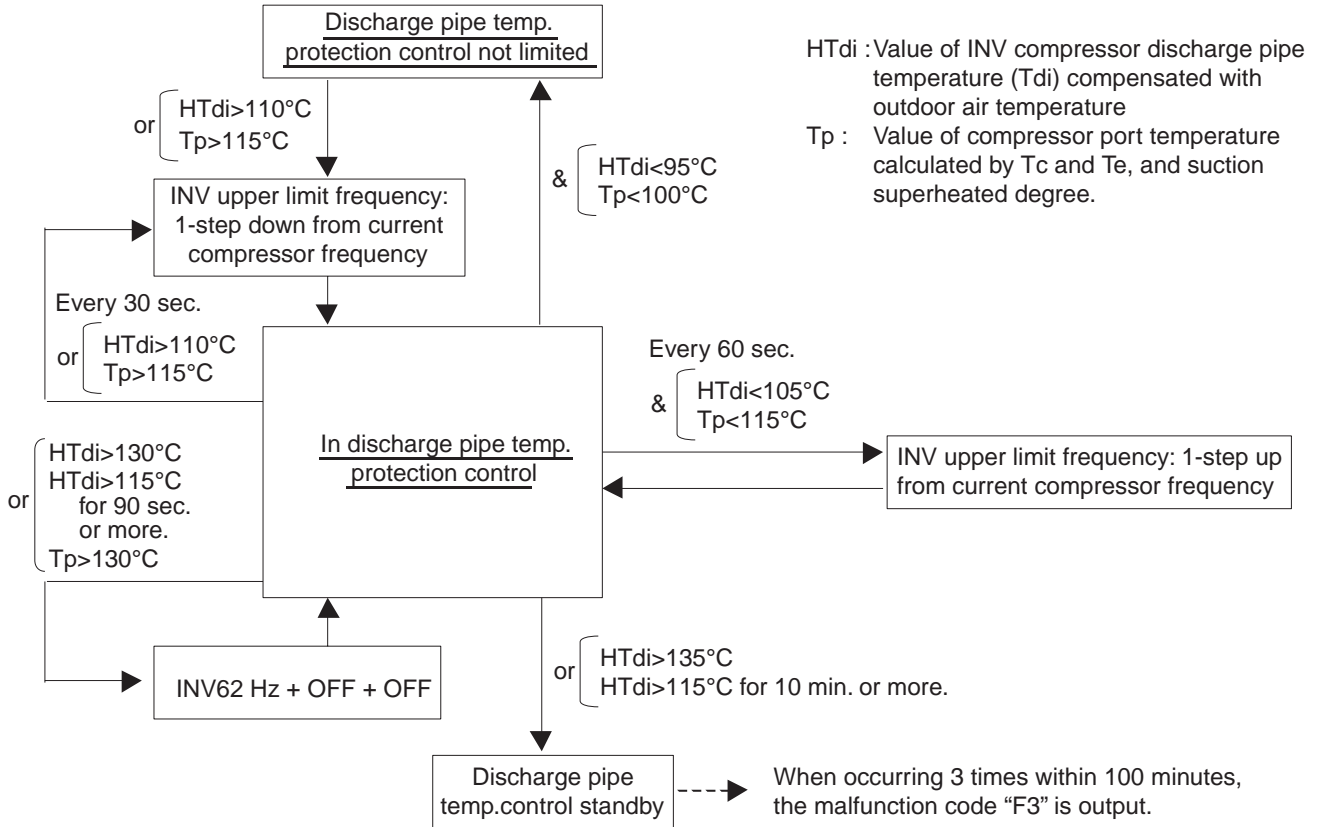 Discharge pipe temp.
protection control not limited
HTdi : Value of INV compressor discharge pipe
temperature (Tdi) compensated with
outdoor air temperature
Tp : Value of compressor port temperature
calculated by Tc and Te, and suction
superheated degree.
or
HTdi>110°C
Tp>115°C
&
HTdi<95°C
Tp<100°C
INV upper limit frequency:
1-step down from current
compressor frequency
Every 30 sec.
or
HTdi>110°C
Tp>115°C
Every 60 sec.
&
HTdi<105°C
Tp<115°C
In discharge pipe temp.
protection control
INV upper limit frequency: 1-step up
from current compressor frequency
or
HTdi>130°C
HTdi>115°C
for 90 sec.
or more.
Tp>130°C
INV62 Hz + OFF + OFF
or
HTdi>135°C
HTdi>115°C for 10 min. or more.
Discharge pipe
temp.control standby
When occurring 3 times within 100 minutes,
the malfunction code “F3” is output.